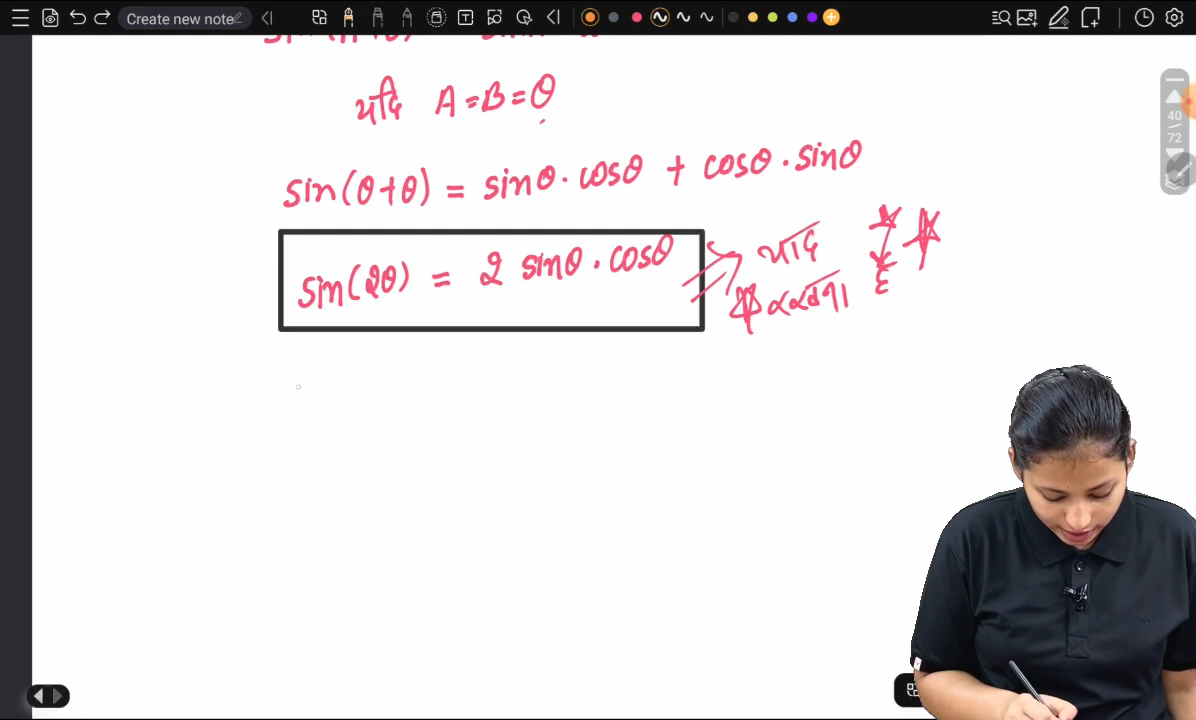 Create new note
यदि A=B=θ
sin(θ+θ) = sinθ. cosθ + cosθ . sinθ
sin(2θ) = 2 sinθ . cosθ
याद
40
72